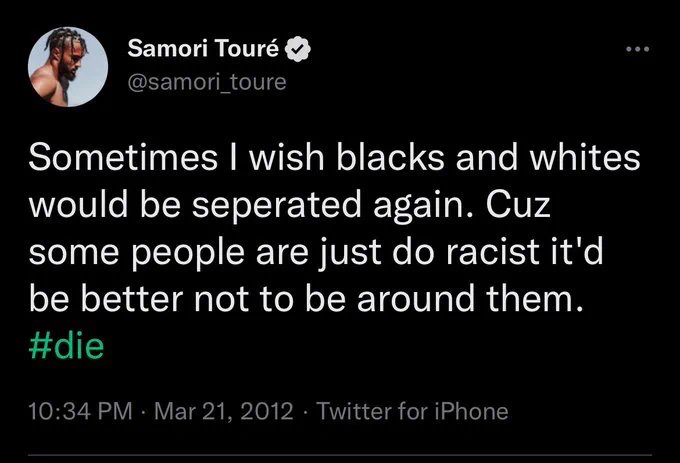 Samori Touré
@samori_toure
Sometimes I wish blacks and whites
would be seperated again. Cuz
some people are just do racist it'd
be better not to be around them.
#die
10:34 PM · Mar 21, 2012 · Twitter for iPhone